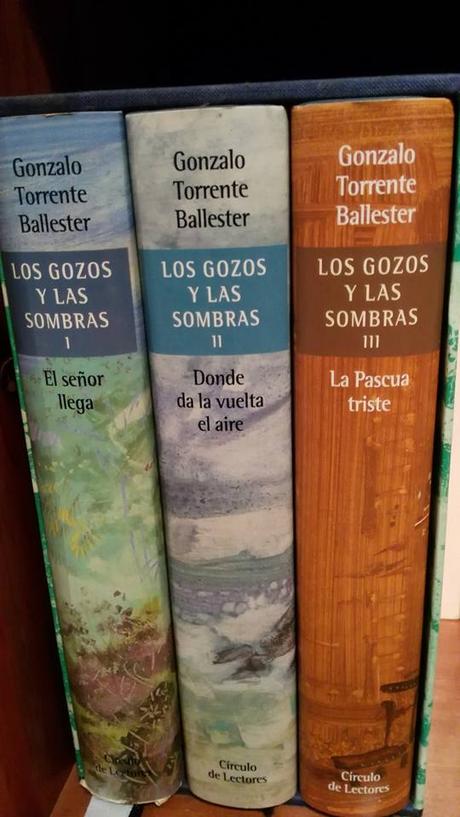 Gonzalo
Torrente
Ballester
LOS GOZOS
Y LAS
SOMBRAS
I
El señor
llega
Círculo
de Lectores
Gonzalo
Torrente
Ballester
LOS GOZOS
Y LAS
SOMBRAS
II
Donde
da la vuelta
el aire
Círculo
de Lectores
Gonzalo
Torrente
Ballester
LOS GOZOS
Y LAS
SOMBRAS
III
La Pascua
triste
Círculo
de Lectores